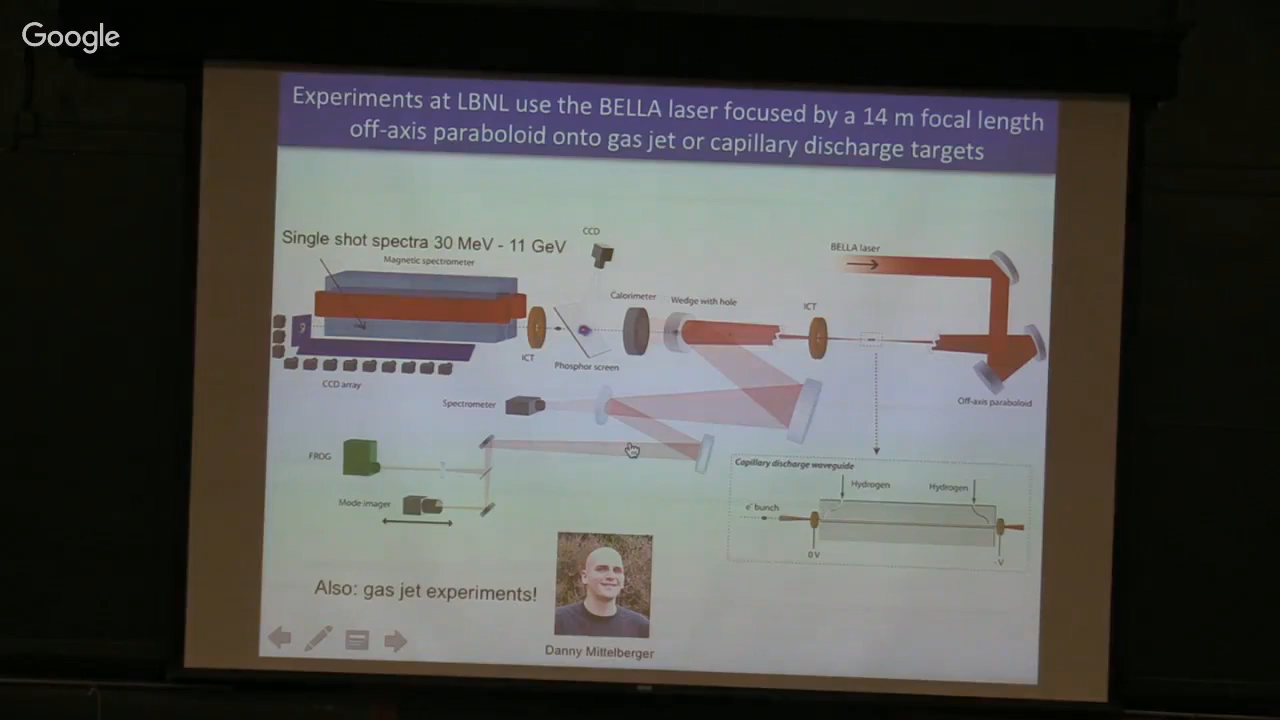 Google
Experiments at LBNL use the BELLA laser focused by a 14 m focal length
off-axis paraboloid onto gas jet or capillary discharge targets
Single shot spectra 30 MeV - 11 GeV
Magnetic spectrometer
CCD
BELLA laser
Calorimeter
Wedge with hole
ICT
ICT
Phosphor screen
CCD array
Spectrometer
Off-axis paraboloid
FROG
Mode imager
Capillary discharge waveguide
Hydrogen
Hydrogen
e⁻ bunch
0 V
-V
Also: gas jet experiments!
Danny Mittelberger